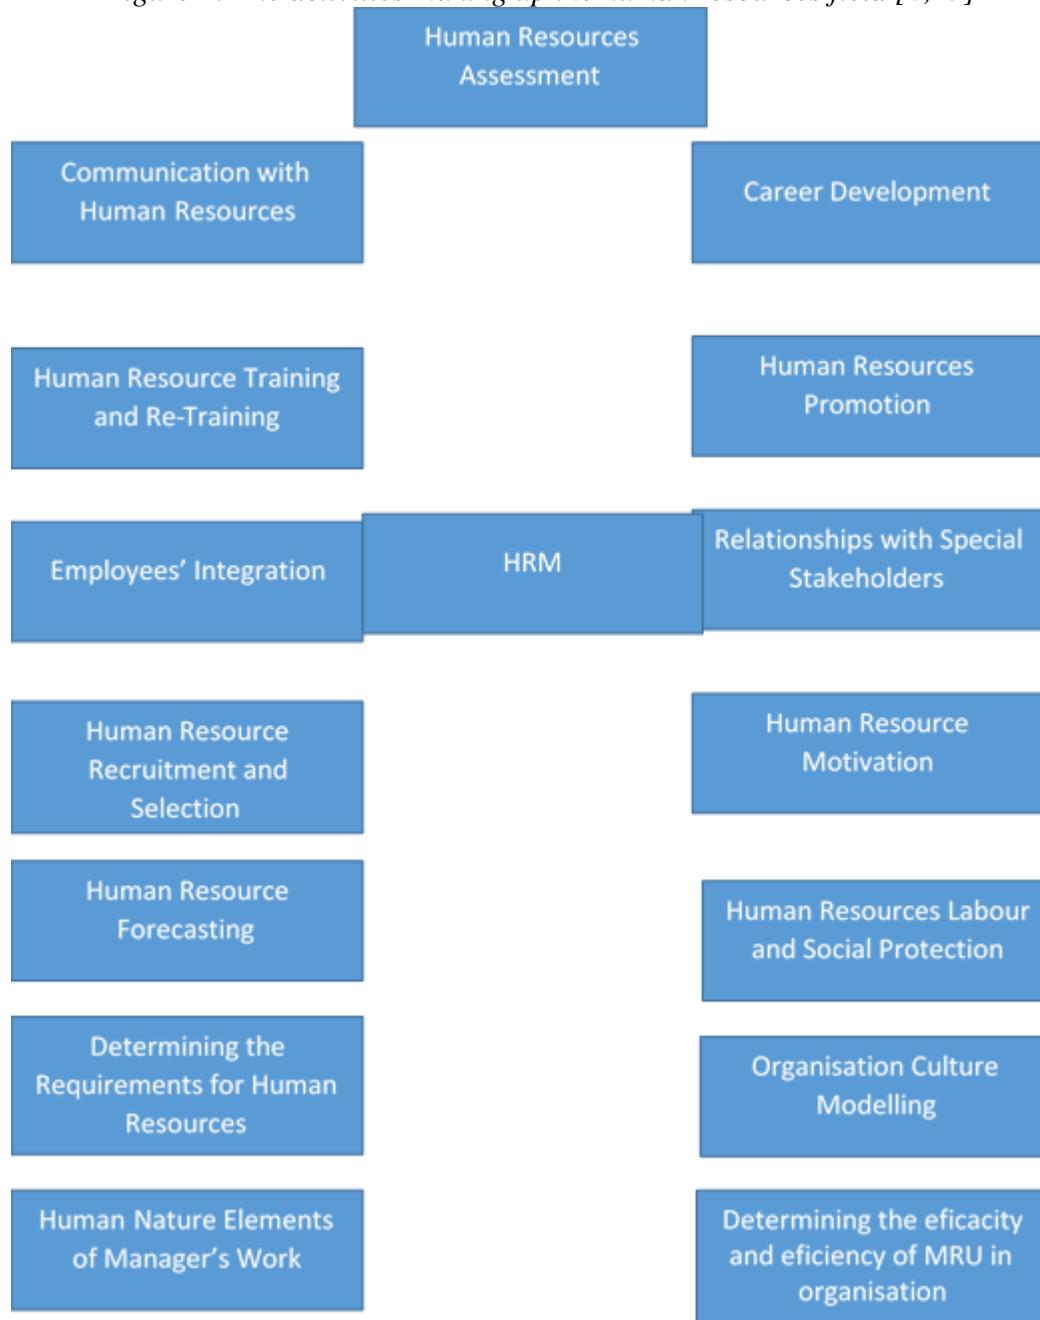 Human Resources
Assessment
Communication with
Human Resources
Career Development
Human Resource Training
and Re-Training
Human Resources
Promotion
Employees’ Integration
HRM
Relationships with Special
Stakeholders
Human Resource
Recruitment and
Selection
Human Resource
Motivation
Human Resource
Forecasting
Human Resources Labour
and Social Protection
Determining the
Requirements for Human
Resources
Organisation Culture
Modelling
Human Nature Elements
of Manager’s Work
Determining the eficacity
and eficiency of MRU in
organisation